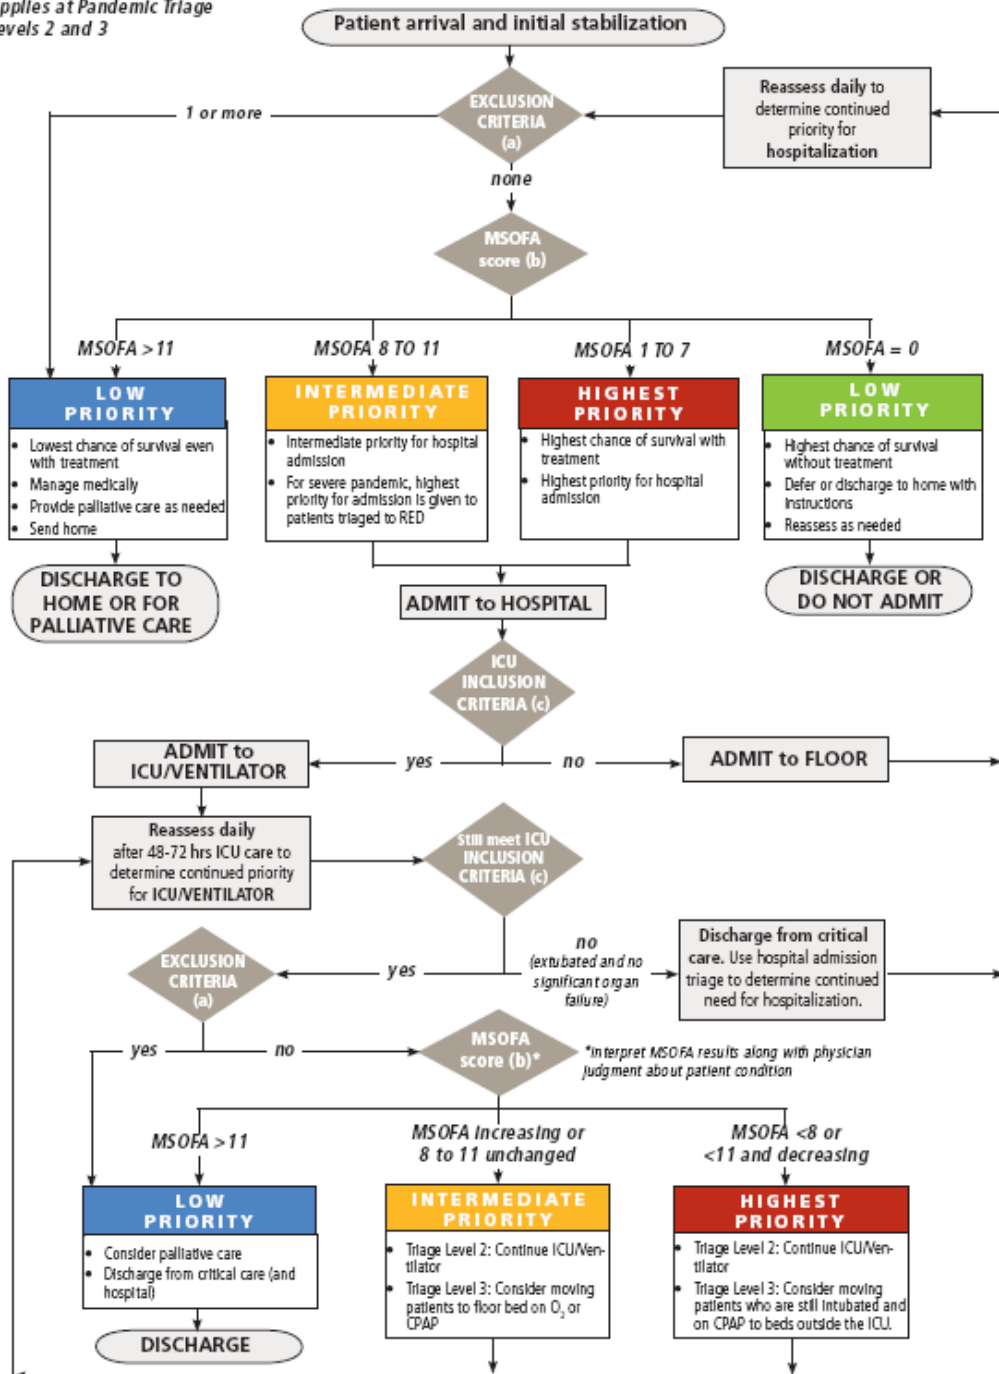 pplies at Pandemic Triage
evels 2 and 3
Patient arrival and initial stabilization
EXCLUSION
CRITERIA
(a)
1 or more
Reassess daily to
determine continued
priority for
hospitalization
none
MSOFA
score (b)
MSOFA >11
MSOFA 8 TO 11
MSOFA 1 TO 7
MSOFA = 0
LOW
PRIORITY
• Lowest chance of survival even
with treatment
• Manage medically
• Provide palliative care as needed
• Send home
INTERMEDIATE
PRIORITY
• Intermediate priority for hospital
admission
• For severe pandemic, highest
priority for admission is given to
patients triaged to RED
HIGHEST
PRIORITY
• Highest chance of survival with
treatment
• Highest priority for hospital
admission
LOW
PRIORITY
• Highest chance of survival
without treatment
• Defer or discharge to home with
instructions
• Reassess as needed
DISCHARGE TO
HOME OR FOR
PALLIATIVE CARE
ADMIT to HOSPITAL
DISCHARGE OR
DO NOT ADMIT
ICU
INCLUSION
CRITERIA (c)
ADMIT to
ICU/VENTILATOR
yes
no
ADMIT to FLOOR
Reassess daily
after 48-72 hrs ICU care to
determine continued priority
for ICU/VENTILATOR
Still meet ICU
INCLUSION
CRITERIA (c)
EXCLUSION
CRITERIA
(a)
yes
no
(extubated and no
significant organ
failure)
Discharge from critical
care. Use hospital admission
triage to determine continued
need for hospitalization.
yes
no
MSOFA
score (b)*
*Interpret MSOFA results along with physician
judgment about patient condition
MSOFA >11
MSOFA increasing or
8 to 11 unchanged
MSOFA <8 or
<11 and decreasing
LOW
PRIORITY
• Consider palliative care
• Discharge from critical care (and
hospital)
INTERMEDIATE
PRIORITY
• Triage Level 2: Continue ICU/Ven-
tilator
• Triage Level 3: Consider moving
patients to floor bed on O₂ or
CPAP
HIGHEST
PRIORITY
• Triage Level 2: Continue ICU/Ven-
tilator
• Triage Level 3: Consider moving
patients who are still intubated and
on CPAP to beds outside the ICU.
DISCHARGE